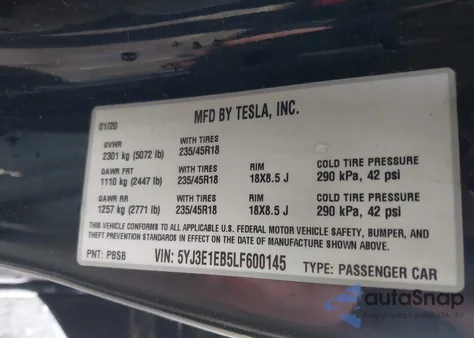 MFD BY TESLA, INC.
01/20
GVWR WITH TIRES
2301 kg (5072 lb) 235/45R18
GAWR FRT WITH TIRES RIM COLD TIRE PRESSURE
1110 kg (2447 lb) 235/45R18 18X8.5 J 290 kPa, 42 psi
GAWR RR WITH TIRES RIM COLD TIRE PRESSURE
1257 kg (2771 lb) 235/45R18 18X8.5 J 290 kPa, 42 psi
THIS VEHICLE CONFORMS TO ALL APPLICABLE U.S. FEDERAL MOTOR VEHICLE SAFETY, BUMPER, AND
THEFT PREVENTION STANDARDS IN EFFECT ON THE DATE OF MANUFACTURE SHOWN ABOVE.
PNT: PBSB VIN: 5YJ3E1EB5LF600145 TYPE: PASSENGER CAR
autoSnap